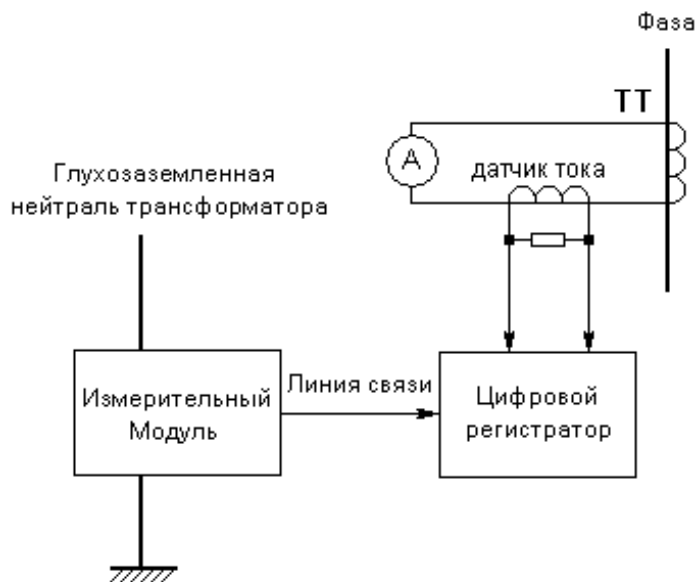 Фаза
ТТ
А
датчик тока
Глухозаземленная
нейтраль трансформатора
Измерительный
Модуль
Линия связи
Цифровой
регистратор